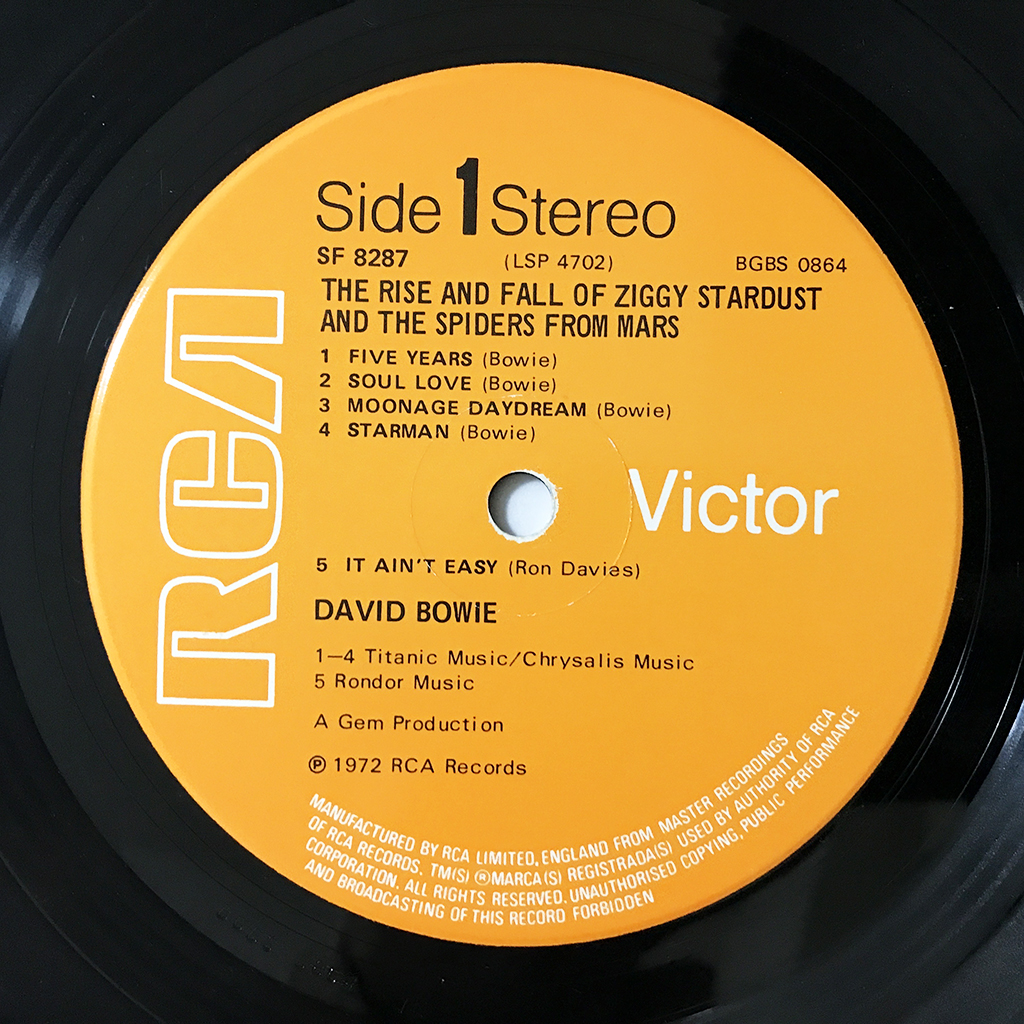 Side 1 Stereo
SF 8287 (LSP 4702) BGBS 0864
THE RISE AND FALL OF ZIGGY STARDUST
AND THE SPIDERS FROM MARS
1 FIVE YEARS (Bowie)
2 SOUL LOVE (Bowie)
3 MOONAGE DAYDREAM (Bowie)
4 STARMAN (Bowie)
RCA
Victor
5 IT AIN'T EASY (Ron Davies)
DAVID BOWiE
1—4 Titanic Music/Chrysalis Music
5 Rondor Music
A Gem Production
℗ 1972 RCA Records
MANUFACTURED BY RCA LIMITED, ENGLAND FROM MASTER RECORDINGS
OF RCA RECORDS, TM(S) ® MARCA(S) REGISTRADA(S) USED BY AUTHORITY OF RCA
CORPORATION. ALL RIGHTS RESERVED. UNAUTHORISED COPYING, PUBLIC PERFORMANCE
AND BROADCASTING OF THIS RECORD FORBIDDEN